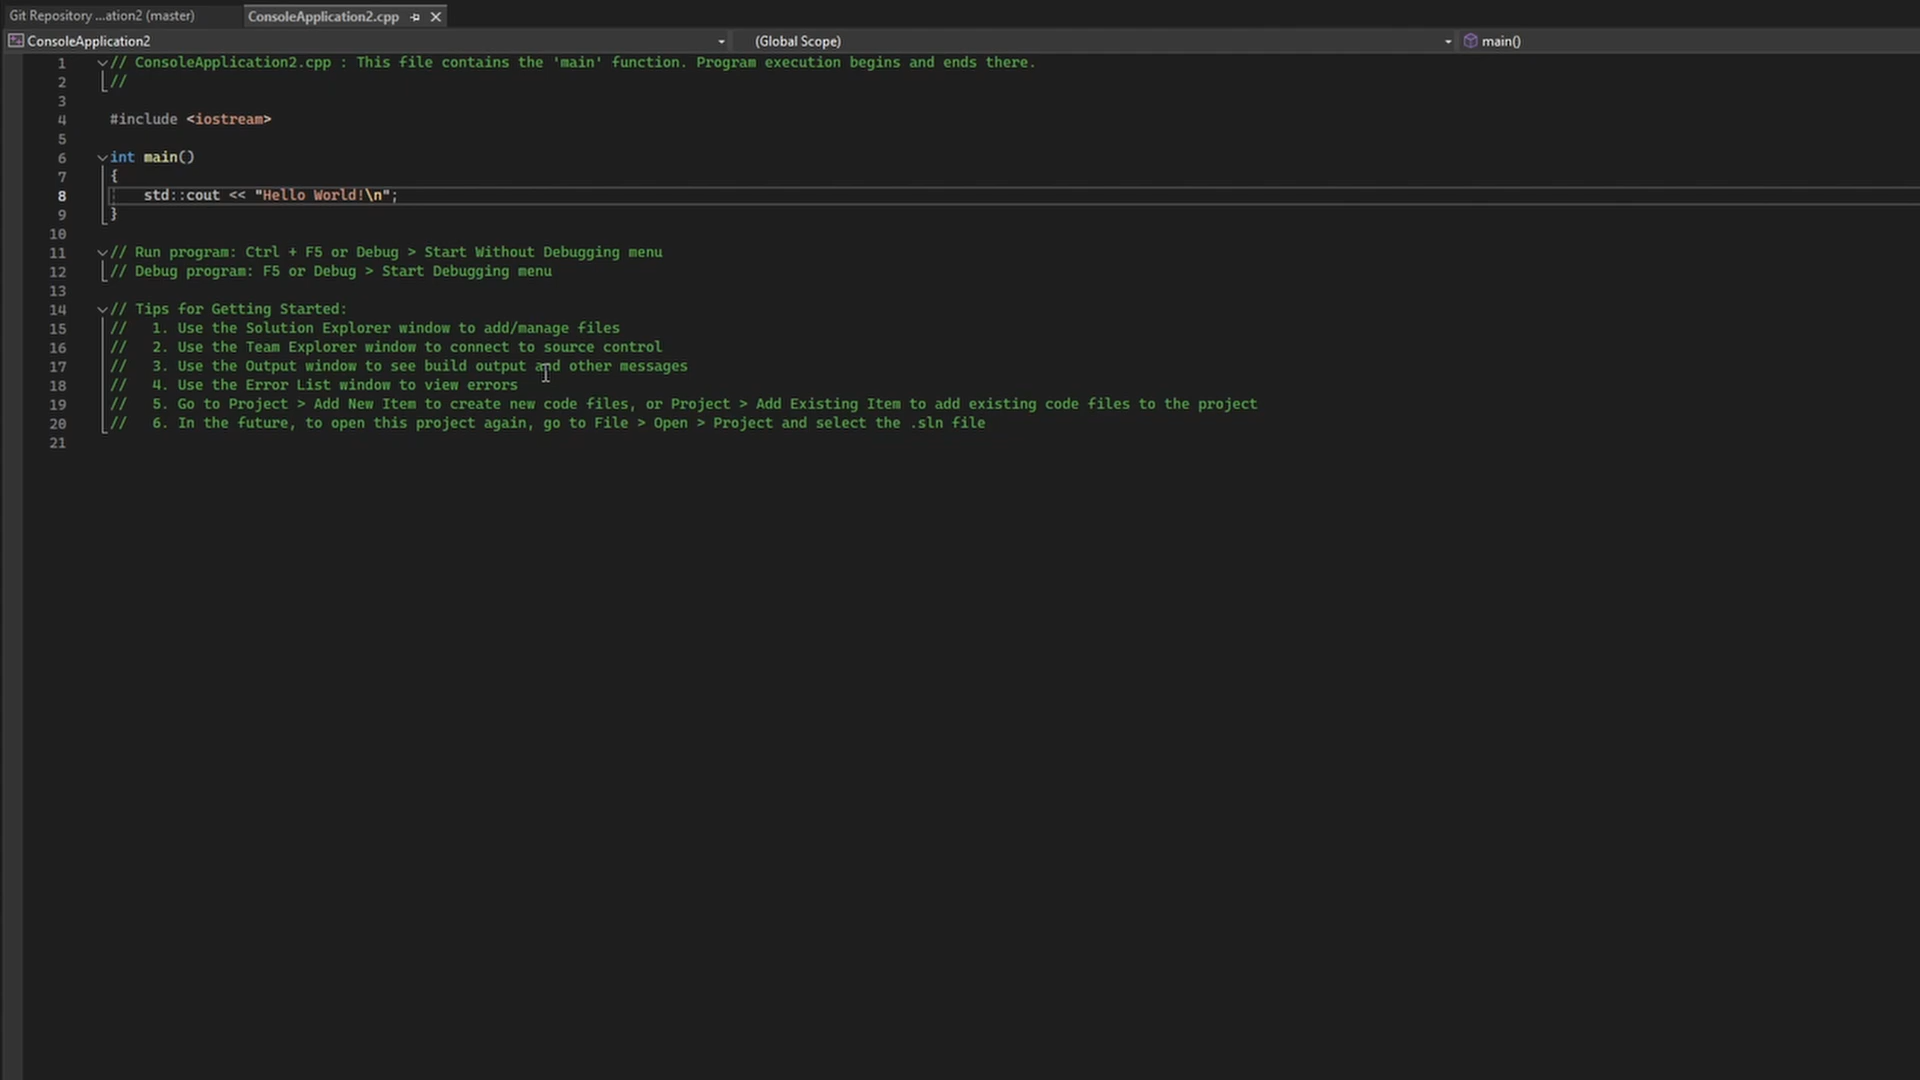 Git Repository ...ation2 (master) ConsoleApplication2.cpp
ConsoleApplication2 (Global Scope) main()
1 // ConsoleApplication2.cpp : This file contains the 'main' function. Program execution begins and ends there.
2 //
3
4 #include <iostream>
5
6 int main()
7 {
8 std::cout << "Hello World!\n";
9 }
10
11 // Run program: Ctrl + F5 or Debug > Start Without Debugging menu
12 // Debug program: F5 or Debug > Start Debugging menu
13
14 // Tips for Getting Started:
15 // 1. Use the Solution Explorer window to add/manage files
16 // 2. Use the Team Explorer window to connect to source control
17 // 3. Use the Output window to see build output and other messages
18 // 4. Use the Error List window to view errors
19 // 5. Go to Project > Add New Item to create new code files, or Project > Add Existing Item to add existing code files to the project
20 // 6. In the future, to open this project again, go to File > Open > Project and select the .sln file
21